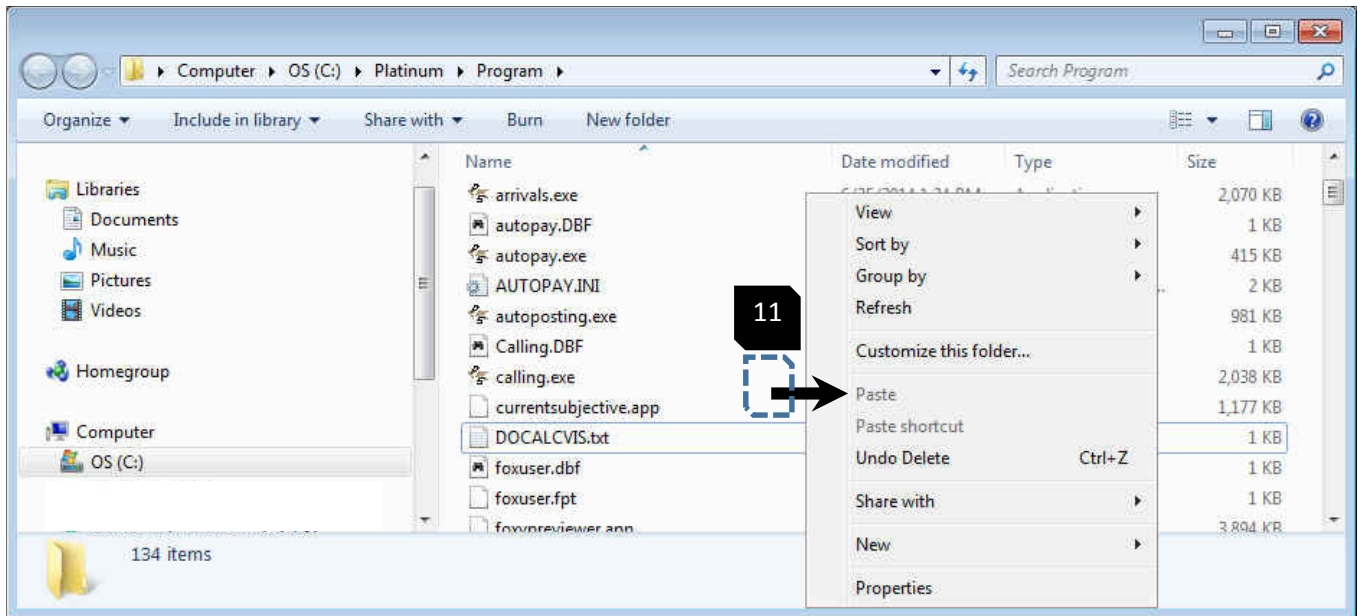 Computer OS (C:) Platinum Program
Search Program
Organize Include in library Share with Burn New folder
Name Date modified Type Size
Libraries
Documents
Music
Pictures
Videos
Homegroup
Computer
OS (C:)
arrivals.exe 2,070 KB
autopay.DBF 1 KB
autopay.exe 415 KB
AUTOPAY.INI 2 KB
autoposting.exe 981 KB
Calling.DBF 1 KB
calling.exe 2,038 KB
currentsubjective.app 1,177 KB
DOCALCVIS.txt 1 KB
foxuser.dbf 1 KB
foxuser.fpt 1 KB
foxypreviewer.app 3,894 KB
11
View
Sort by
Group by
Refresh
Customize this folder...
Paste
Paste shortcut
Undo Delete Ctrl+Z
Share with
New
Properties
134 items